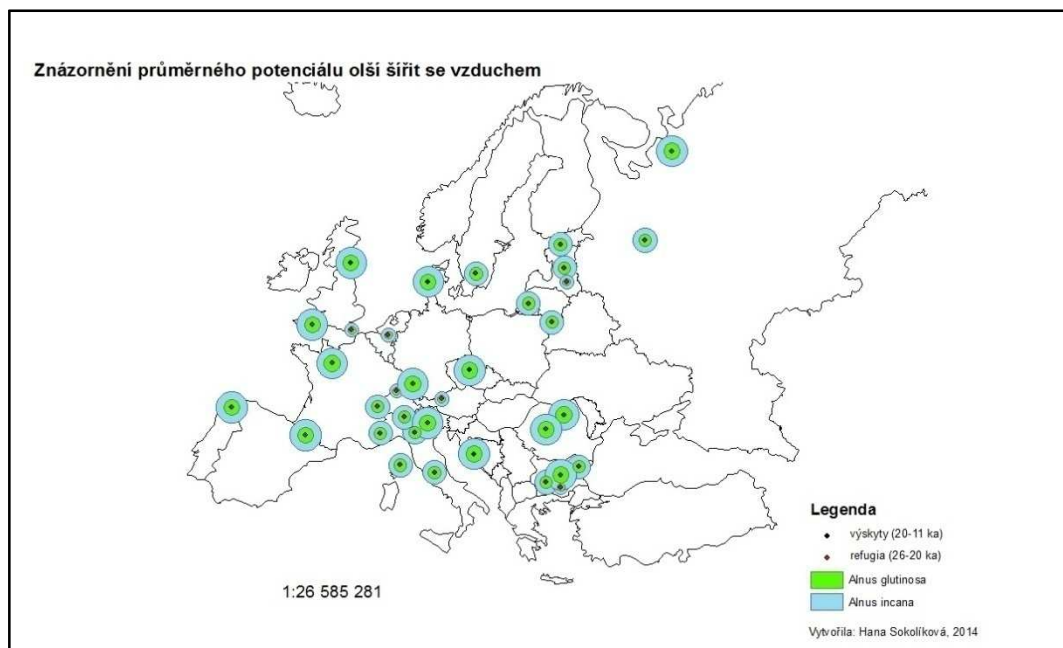 Znázornění průměrného potenciálu olší šířit se vzduchem
1:26 585 281
Legenda
výskyty (20-11 ka)
refugia (26-20 ka)
Alnus glutinosa
Alnus incana
Vytvořila: Hana Sokolíková, 2014